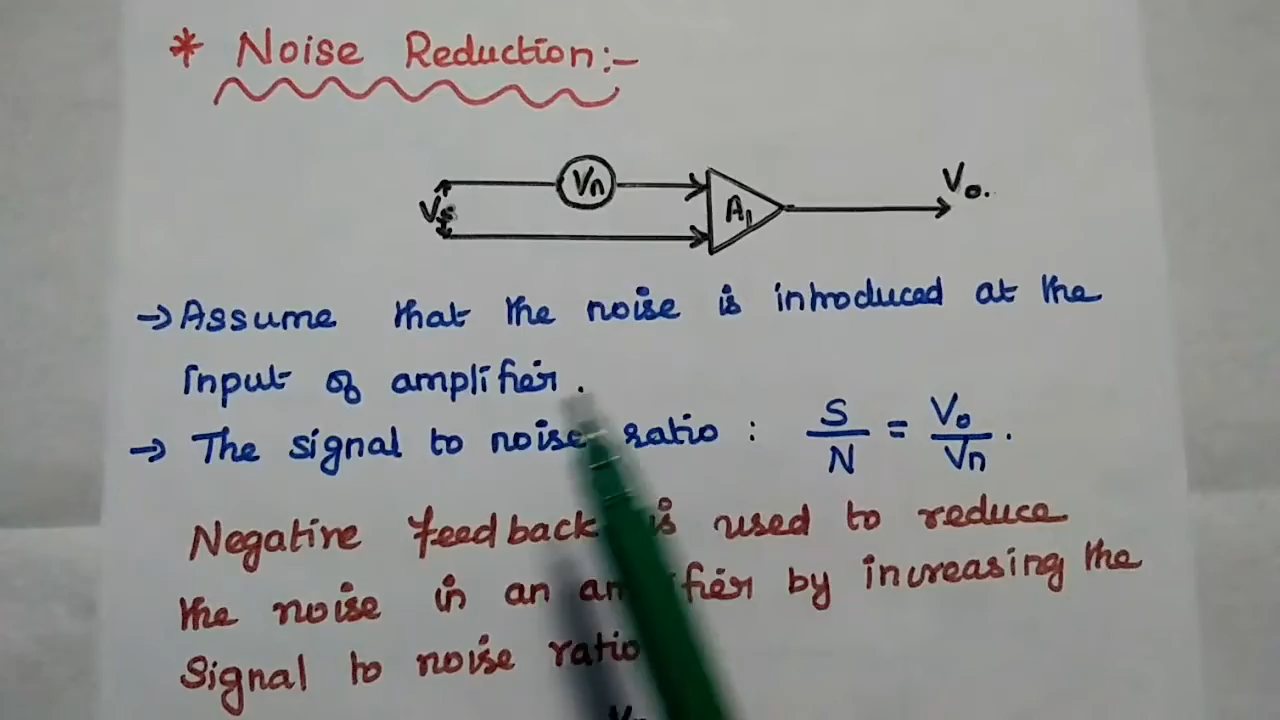 * Noise Reduction:-
Vn
Vs
A1
Vo.
→ Assume that the noise is introduced at the
input of amplifier.
→ The signal to noise ratio : S/N = Vo/Vn.
Negative feedback is used to reduce
the noise in an amplifier by increasing the
Signal to noise ratio